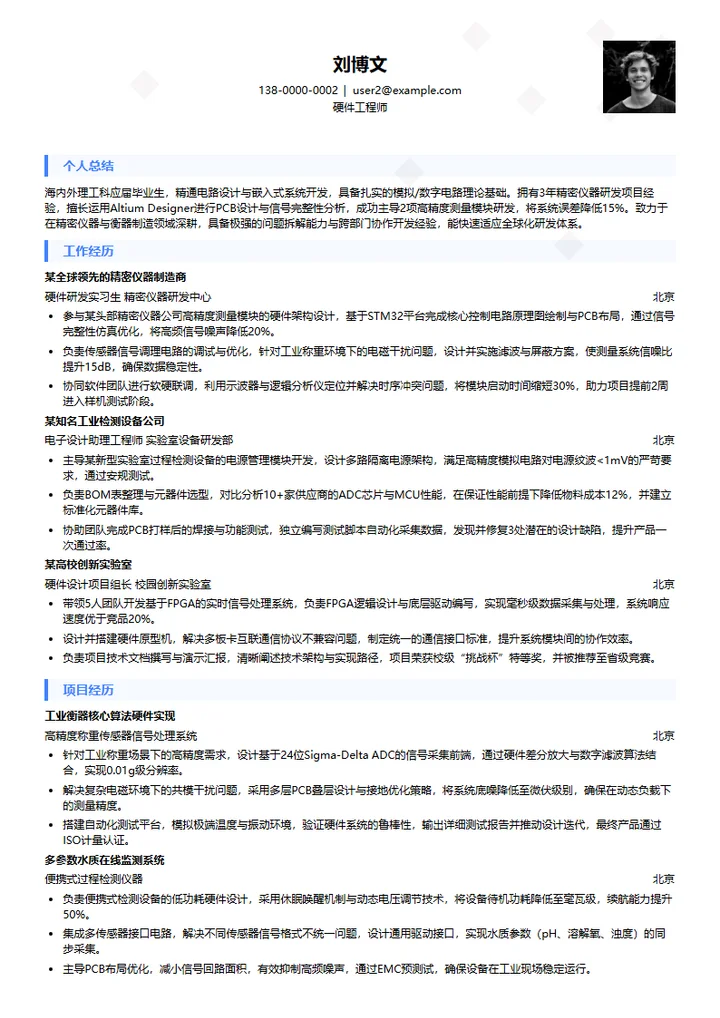 刘博文
138-0000-0002 | user2@example.com
硬件工程师
个人总结
海内外理工科应届毕业生，精通电路设计与嵌入式系统开发，具备扎实的模拟/数字电路理论基础。拥有3年精密仪器研发项目经
验，擅长运用Altium Designer进行PCB设计与信号完整性分析，成功主导2项高精度测量模块研发，将系统误差降低15%。致力于
在精密仪器与衡器制造领域深耕，具备极强的问题拆解能力与跨部门协作开发经验，能快速适应全球化研发体系。
工作经历
某全球领先的精密仪器制造商
硬件研发实习生 精密仪器研发中心 北京
• 参与某头部精密仪器公司高精度测量模块的硬件架构设计，基于STM32平台完成核心控制电路原理图绘制与PCB布局，通过信号
完整性仿真优化，将高频信号噪声降低20%。
• 负责传感器信号调理电路的调试与优化，针对工业称重环境下的电磁干扰问题，设计并实施滤波与屏蔽方案，使测量系统信噪比
提升15dB，确保数据稳定性。
• 协同软件团队进行软硬联调，利用示波器与逻辑分析仪定位并解决时序冲突问题，将模块启动时间缩短30%，助力项目提前2周
进入样机测试阶段。
某知名工业检测设备公司
电子设计助理工程师 实验室设备研发部 北京
• 主导某新型实验室过程检测设备的电源管理模块开发，设计多路隔离电源架构，满足高精度模拟电路对电源纹波<1mV的严苛要
求，通过安规测试。
• 负责BOM表整理与元器件选型，对比分析10+家供应商的ADC芯片与MCU性能，在保证性能前提下降低物料成本12%，并建立
标准化元器件库。
• 协助团队完成PCB打样后的焊接与功能测试，独立编写测试脚本自动化采集数据，发现并修复3处潜在的设计缺陷，提升产品一
次通过率。
某高校创新实验室
硬件设计项目组长 校园创新实验室 北京
• 带领5人团队开发基于FPGA的实时信号处理系统，负责FPGA逻辑设计与底层驱动编写，实现毫秒级数据采集与处理，系统响应
速度优于竞品20%。
• 设计并搭建硬件原型机，解决多板卡互联通信协议不兼容问题，制定统一的通信接口标准，提升系统模块间的协作效率。
• 负责项目技术文档撰写与演示汇报，清晰阐述技术架构与实现路径，项目荣获校级“挑战杯”特等奖，并被推荐至省级竞赛。
项目经历
工业衡器核心算法硬件实现
高精度称重传感器信号处理系统 北京
• 针对工业称重场景下的高精度需求，设计基于24位Sigma-Delta ADC的信号采集前端，通过硬件差分放大与数字滤波算法结
合，实现0.01g级分辨率。
• 解决复杂电磁环境下的共模干扰问题，采用多层PCB叠层设计与接地优化策略，将系统底噪降低至微伏级别，确保在动态负载下
的测量精度。
• 搭建自动化测试平台，模拟极端温度与振动环境，验证硬件系统的鲁棒性，输出详细测试报告并推动设计迭代，最终产品通过
ISO计量认证。
多参数水质在线监测系统
便携式过程检测仪器 北京
• 负责便携式检测设备的低功耗硬件设计，采用休眠唤醒机制与动态电压调节技术，将设备待机功耗降低至毫瓦级，续航能力提升
50%。
• 集成多传感器接口电路，解决不同传感器信号格式不统一问题，设计通用驱动接口，实现水质参数（pH、溶解氧、浊度）的同
步采集。
• 主导PCB布局优化，减小信号回路面积，有效抑制高频噪声，通过EMC预测试，确保设备在工业现场稳定运行。